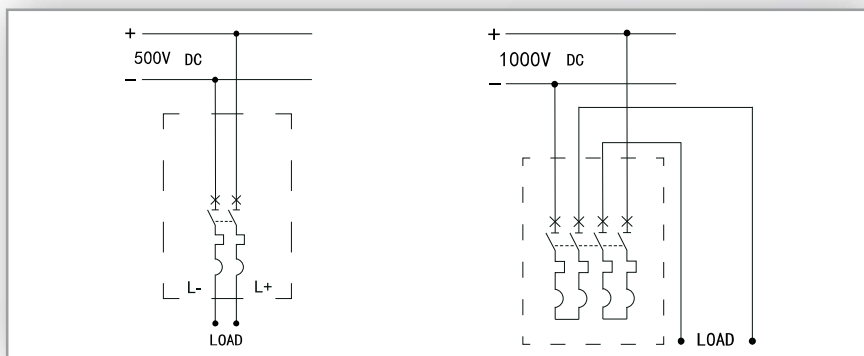 +
500V DC
−
L- L+
LOAD
+
1000V DC
−
LOAD